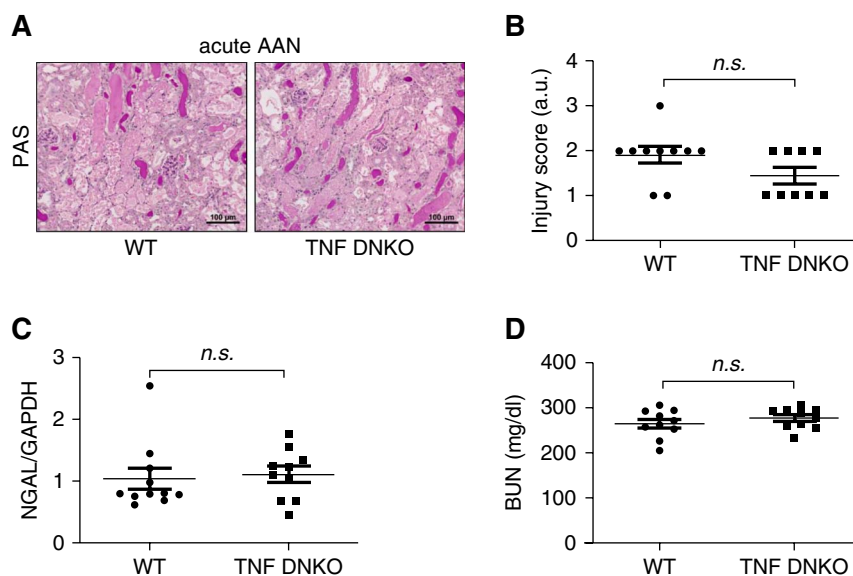 A
acute AAN
PAS
100 µm
100 µm
WT
TNF DNKO
B
n.s.
Injury score (a.u.)
4
3
2
1
0
WT
TNF DNKO
C
n.s.
NGAL/GAPDH
3
2
1
0
WT
TNF DNKO
D
n.s.
BUN (mg/dl)
400
300
200
100
0
WT
TNF DNKO